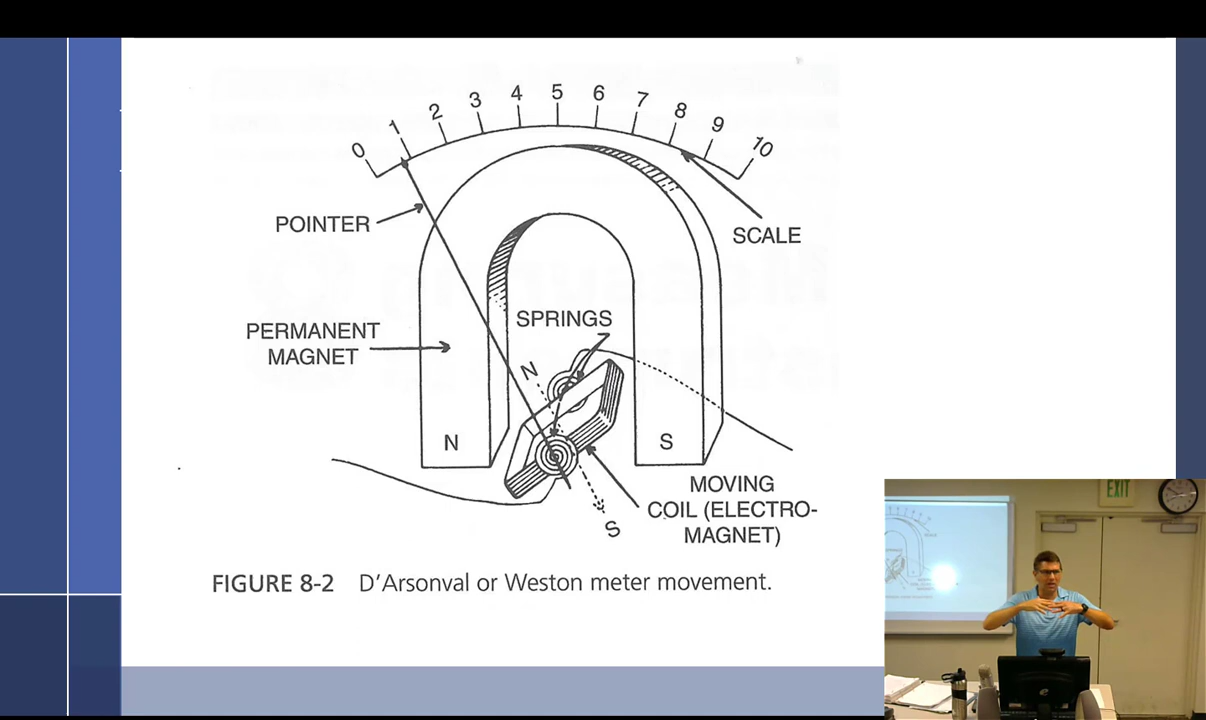 0 1 2 3 4 5 6 7 8 9 10
POINTER
SCALE
SPRINGS
PERMANENT
MAGNET
N
N
S
MOVING
COIL (ELECTRO-
MAGNET)
S
FIGURE 8-2 D'Arsonval or Weston meter movement.
EXIT